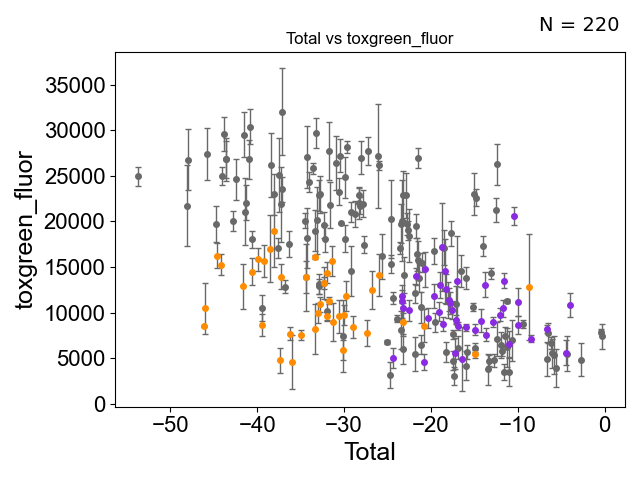 N = 220
Total vs toxgreen_fluor
toxgreen_fluor
35000
30000
25000
20000
15000
10000
5000
0
−50 −40 −30 −20 −10 0
Total